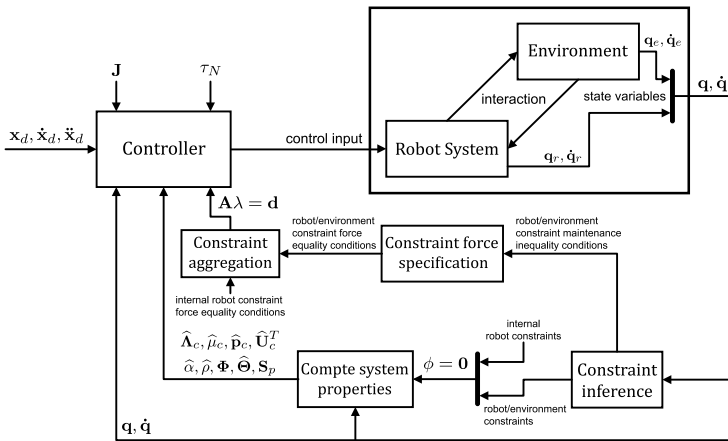 J
τ_N
x_d, ẋ_d, ẍ_d
Controller
control input
Robot System
Environment
interaction
q_e, q̇_e
state variables
q_r, q̇_r
q, q̇
Aλ = d
Constraint
aggregation
internal robot constraint
force equality conditions
robot/environment
constraint force
equality conditions
Constraint force
specification
robot/environment
constraint maintenance
inequality conditions
Λ̂_c, μ̂_c, p̂_c, Û_c^T
α̂, ρ̂, Φ, Θ̂, S_p
Compte system
properties
ϕ = 0
internal
robot constraints
robot/environment
constraints
Constraint
inference
q, q̇